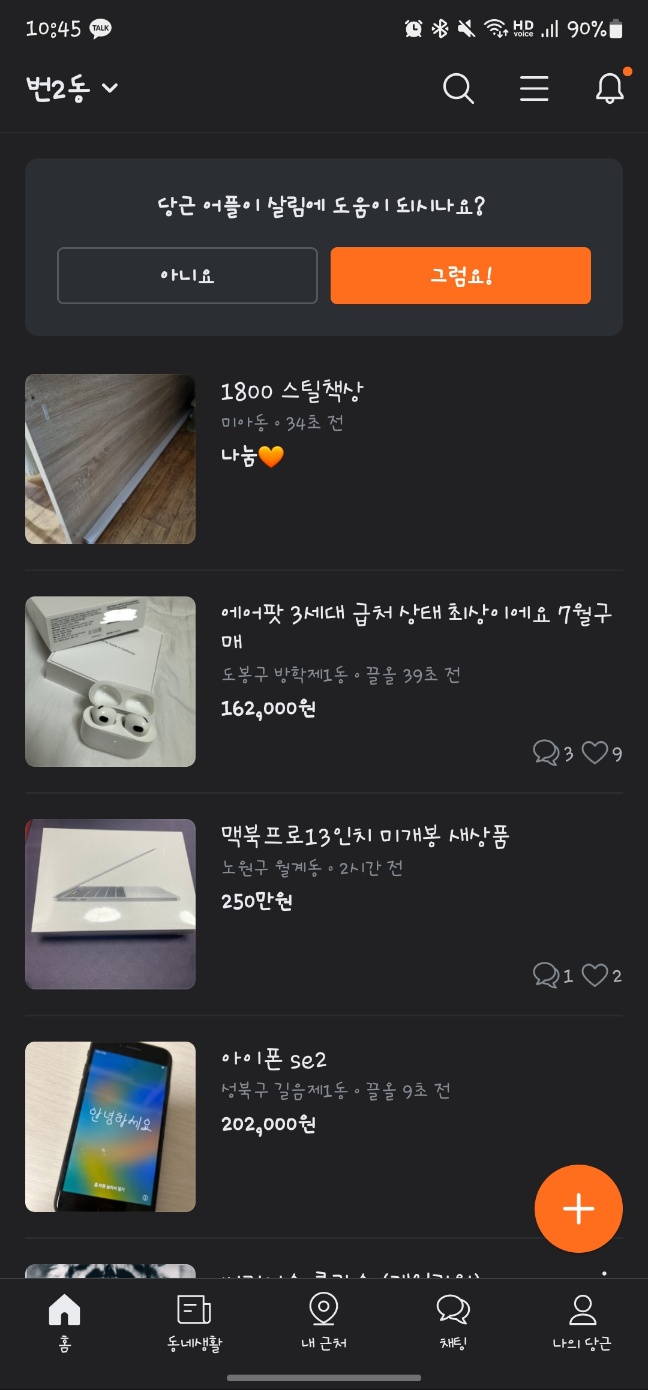 10:45 TALK HD voice 90%
번2동
당근 어플이 살림에 도움이 되시나요?
아니요 그럼요!
1800 스틸책상
미아동 · 34초 전
나눔🧡
에어팟 3세대 급처 상태 최상이에요 7월구
매
도봉구 방학제1동 · 끌올 39초 전
162,000원
3 9
맥북프로13인치 미개봉 새상품
노원구 월계동 · 2시간 전
250만원
1 2
아이폰 se2
성북구 길음제1동 · 끌올 9초 전
202,000원
안녕하세요
홈 동네생활 내 근처 채팅 나의 당근